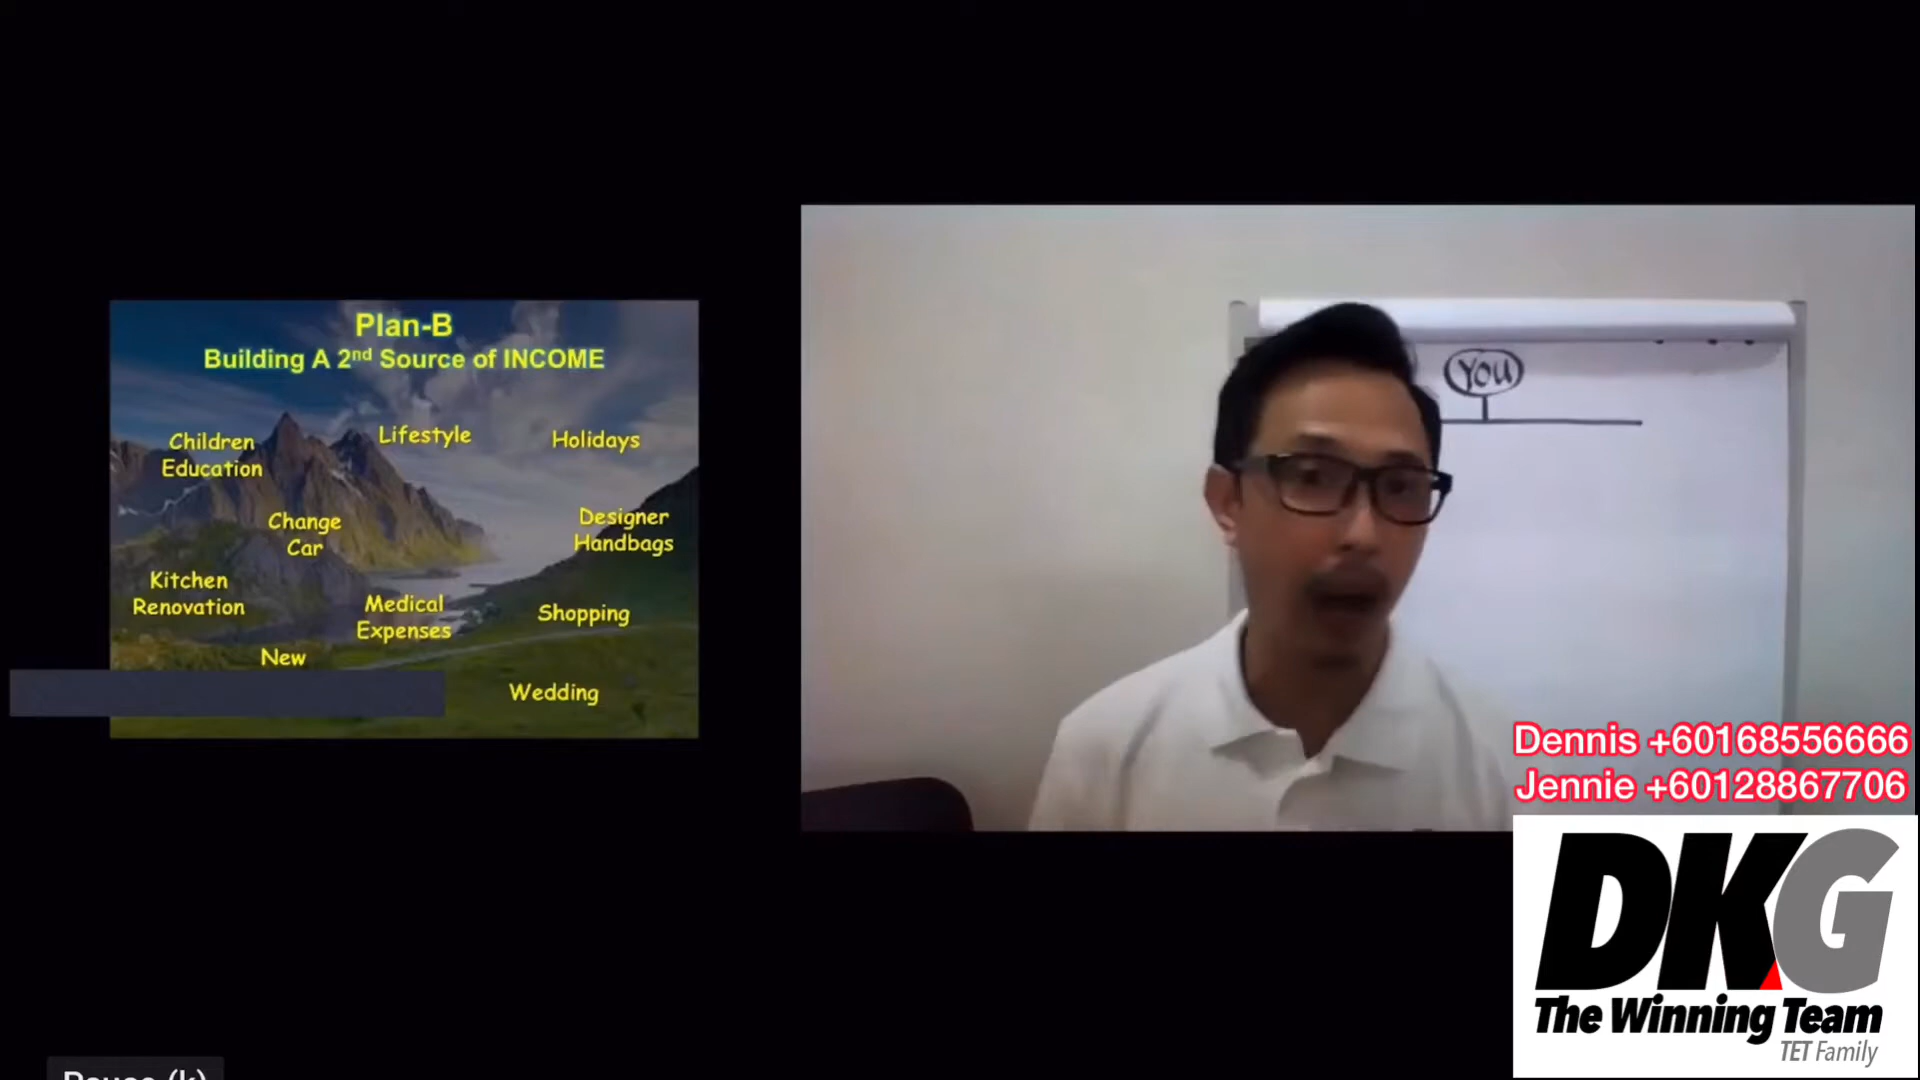 Plan-B
Building A 2nd Source of INCOME
Children
Education
Lifestyle
Holidays
Change
Car
Designer
Handbags
Kitchen
Renovation
Medical
Expenses
Shopping
New
Wedding
You
Dennis +60168556666
Jennie +60128867706
DKG
The Winning Team
TET Family
Pause (k)